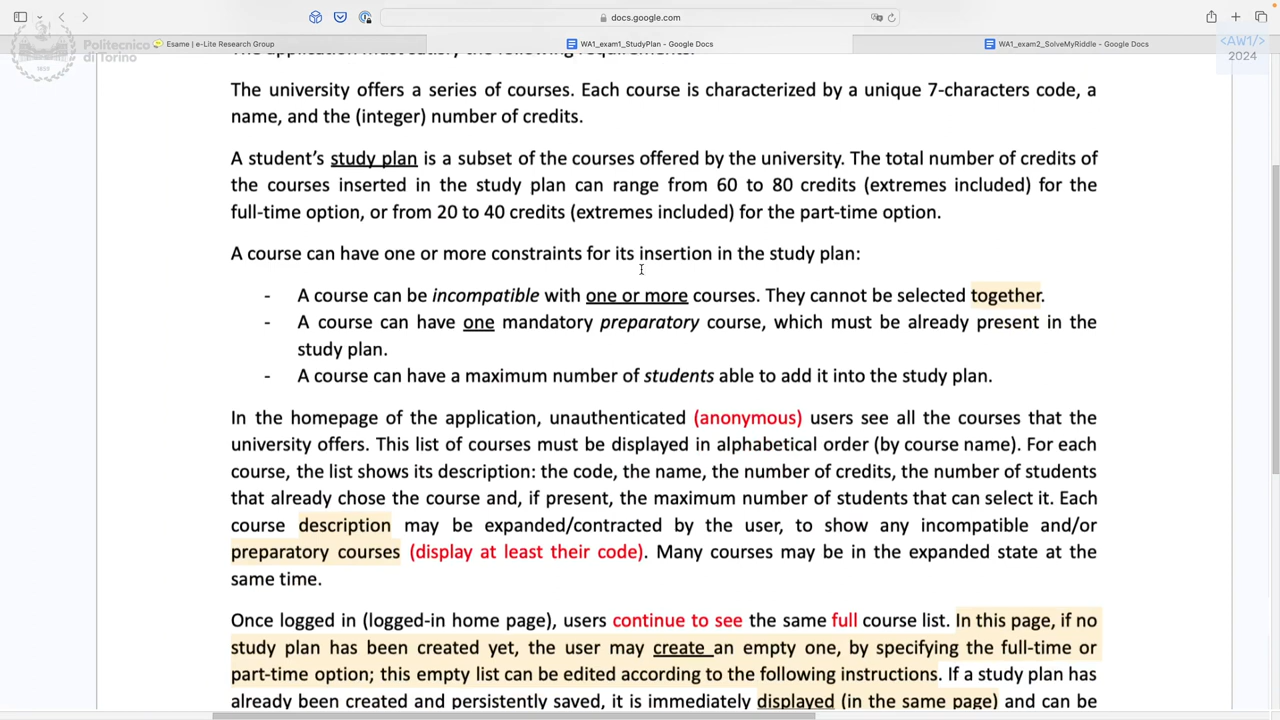 docs.google.com
Politecnico
di Torino
1859
Esame | e-Lite Research Group
WA1_exam1_StudyPlan - Google Docs
WA1_exam2_SolveMyRiddle - Google Docs
<AW1/>
2024
The application must satisfy the following requirements.
The university offers a series of courses. Each course is characterized by a unique 7-characters code, a
name, and the (integer) number of credits.
A student’s study plan is a subset of the courses offered by the university. The total number of credits of
the courses inserted in the study plan can range from 60 to 80 credits (extremes included) for the
full-time option, or from 20 to 40 credits (extremes included) for the part-time option.
A course can have one or more constraints for its insertion in the study plan:
- A course can be incompatible with one or more courses. They cannot be selected together.
- A course can have one mandatory preparatory course, which must be already present in the
study plan.
- A course can have a maximum number of students able to add it into the study plan.
In the homepage of the application, unauthenticated (anonymous) users see all the courses that the
university offers. This list of courses must be displayed in alphabetical order (by course name). For each
course, the list shows its description: the code, the name, the number of credits, the number of students
that already chose the course and, if present, the maximum number of students that can select it. Each
course description may be expanded/contracted by the user, to show any incompatible and/or
preparatory courses (display at least their code). Many courses may be in the expanded state at the
same time.
Once logged in (logged-in home page), users continue to see the same full course list. In this page, if no
study plan has been created yet, the user may create an empty one, by specifying the full-time or
part-time option; this empty list can be edited according to the following instructions. If a study plan has
already been created and persistently saved, it is immediately displayed (in the same page) and can be